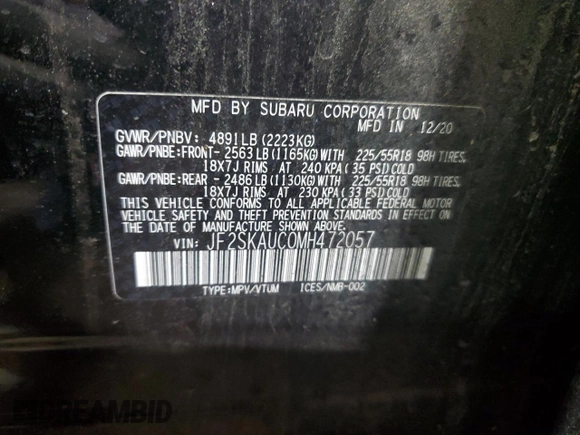 MFD BY SUBARU CORPORATION
MFD IN 12/20
GVWR/PNBV: 4891LB(2223KG)
GAWR/PNBE:FRONT- 2563LB(1165KG)WITH 225/55R18 98H TIRES,
18X7J RIMS AT 240 KPA(35 PSI)COLD
GAWR/PNBE:REAR - 2486LB(1130KG)WITH 225/55R18 98H TIRES,
18X7J RIMS AT 230 KPA(33 PSI)COLD
THIS VEHICLE CONFORMS TO ALL APPLICABLE FEDERAL MOTOR
VEHICLE SAFETY AND THEFT PREVENTION STANDARDS IN EFFECT
ON THE DATE OF MANUFACTURE SHOWN ABOVE.
VIN: JF2SKAUC0MH472057
TYPE:MPV/VTUM ICES/NMB-002
DREAMBID